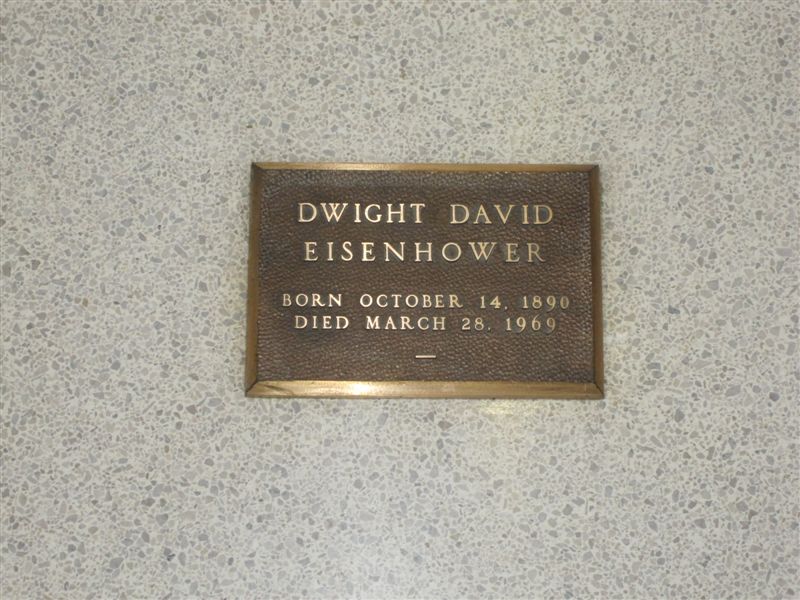 DWIGHT DAVID
EISENHOWER
BORN OCTOBER 14, 1890
DIED MARCH 28, 1969